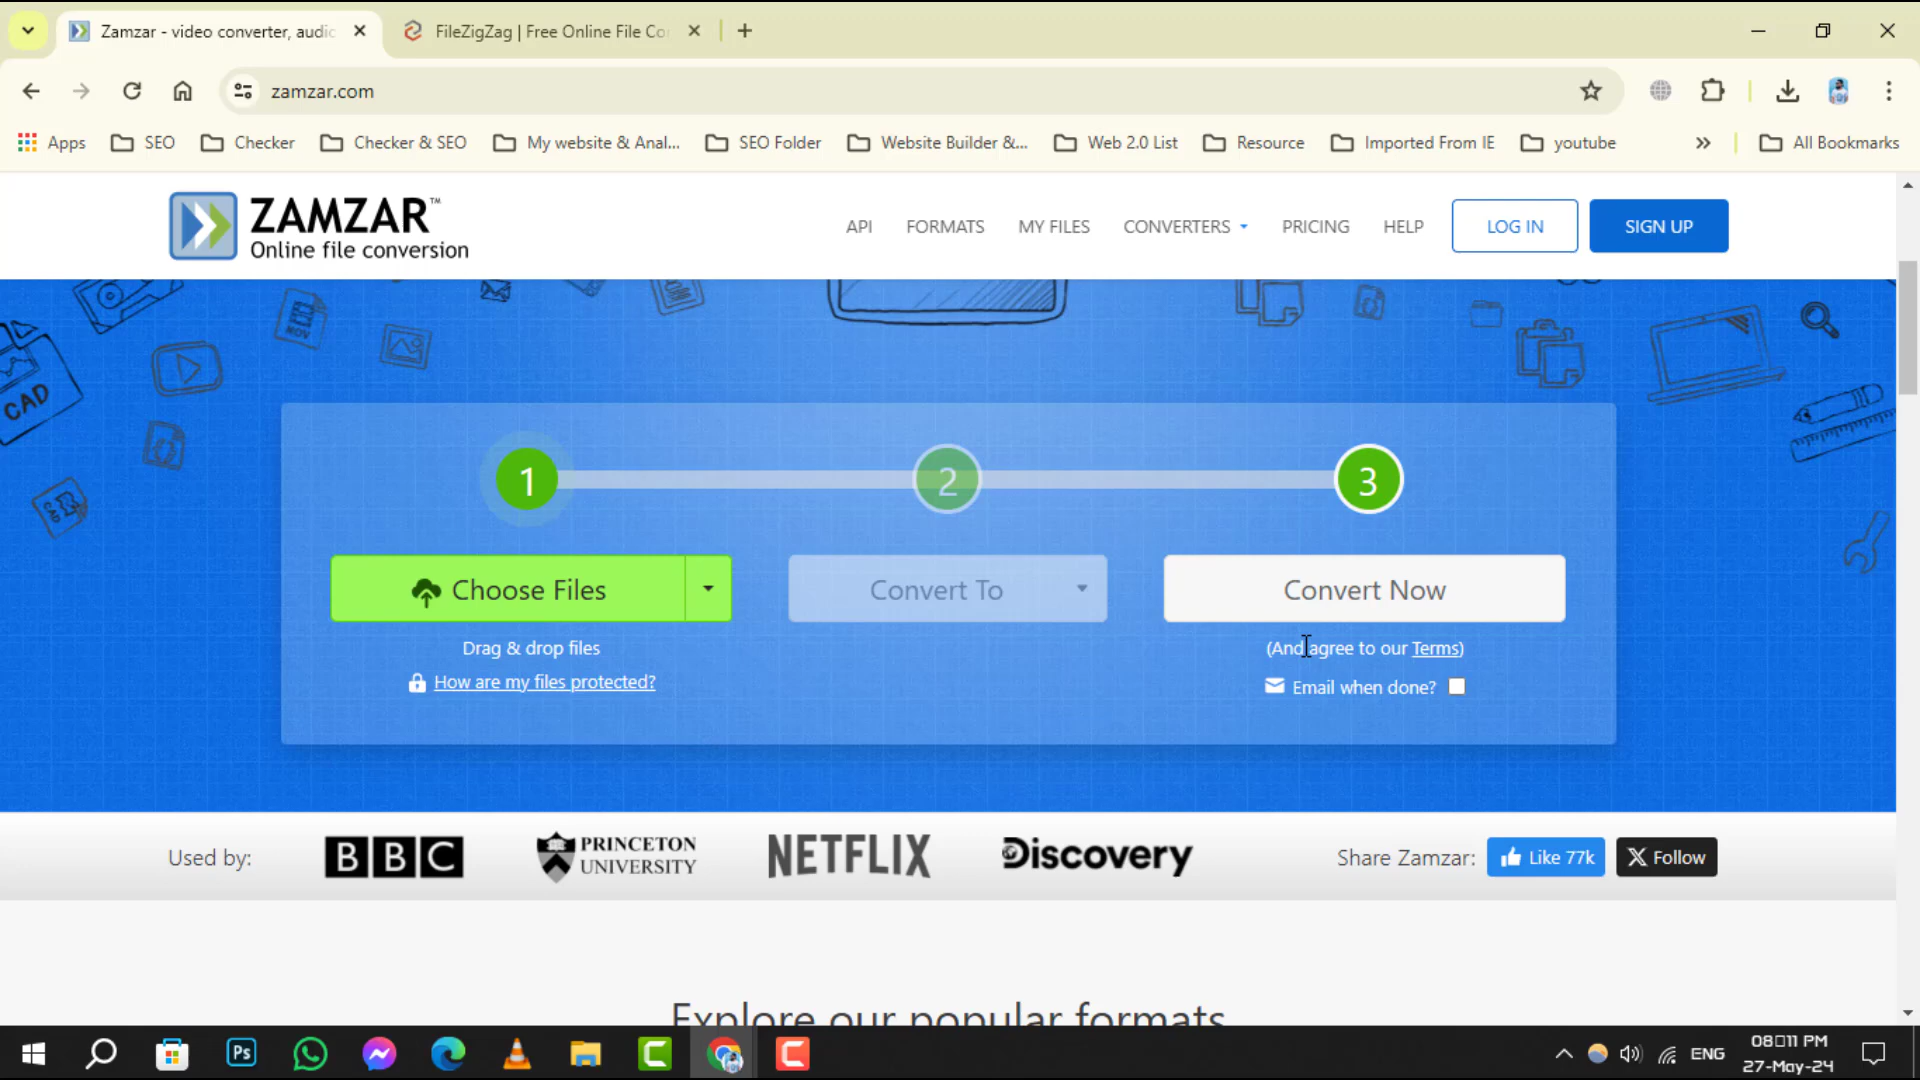 Zamzar - video converter, audio
FileZigZag | Free Online File Co
zamzar.com
Apps
SEO
Checker
Checker & SEO
My website & Anal...
SEO Folder
Website Builder &...
Web 2.0 List
Resource
Imported From IE
youtube
All Bookmarks
ZAMZAR™
Online file conversion
API
FORMATS
MY FILES
CONVERTERS
PRICING
HELP
LOG IN
SIGN UP
MOV
CAD
CAD
1
2
3
Choose Files
Convert To
Convert Now
Drag & drop files
(And agree to our Terms)
How are my files protected?
Email when done?
Used by:
BBC
PRINCETON
UNIVERSITY
NETFLIX
Discovery
Share Zamzar:
Like 77k
X Follow
Explore our popular formats
Ps
ENG
08□11 PM
27-May-24